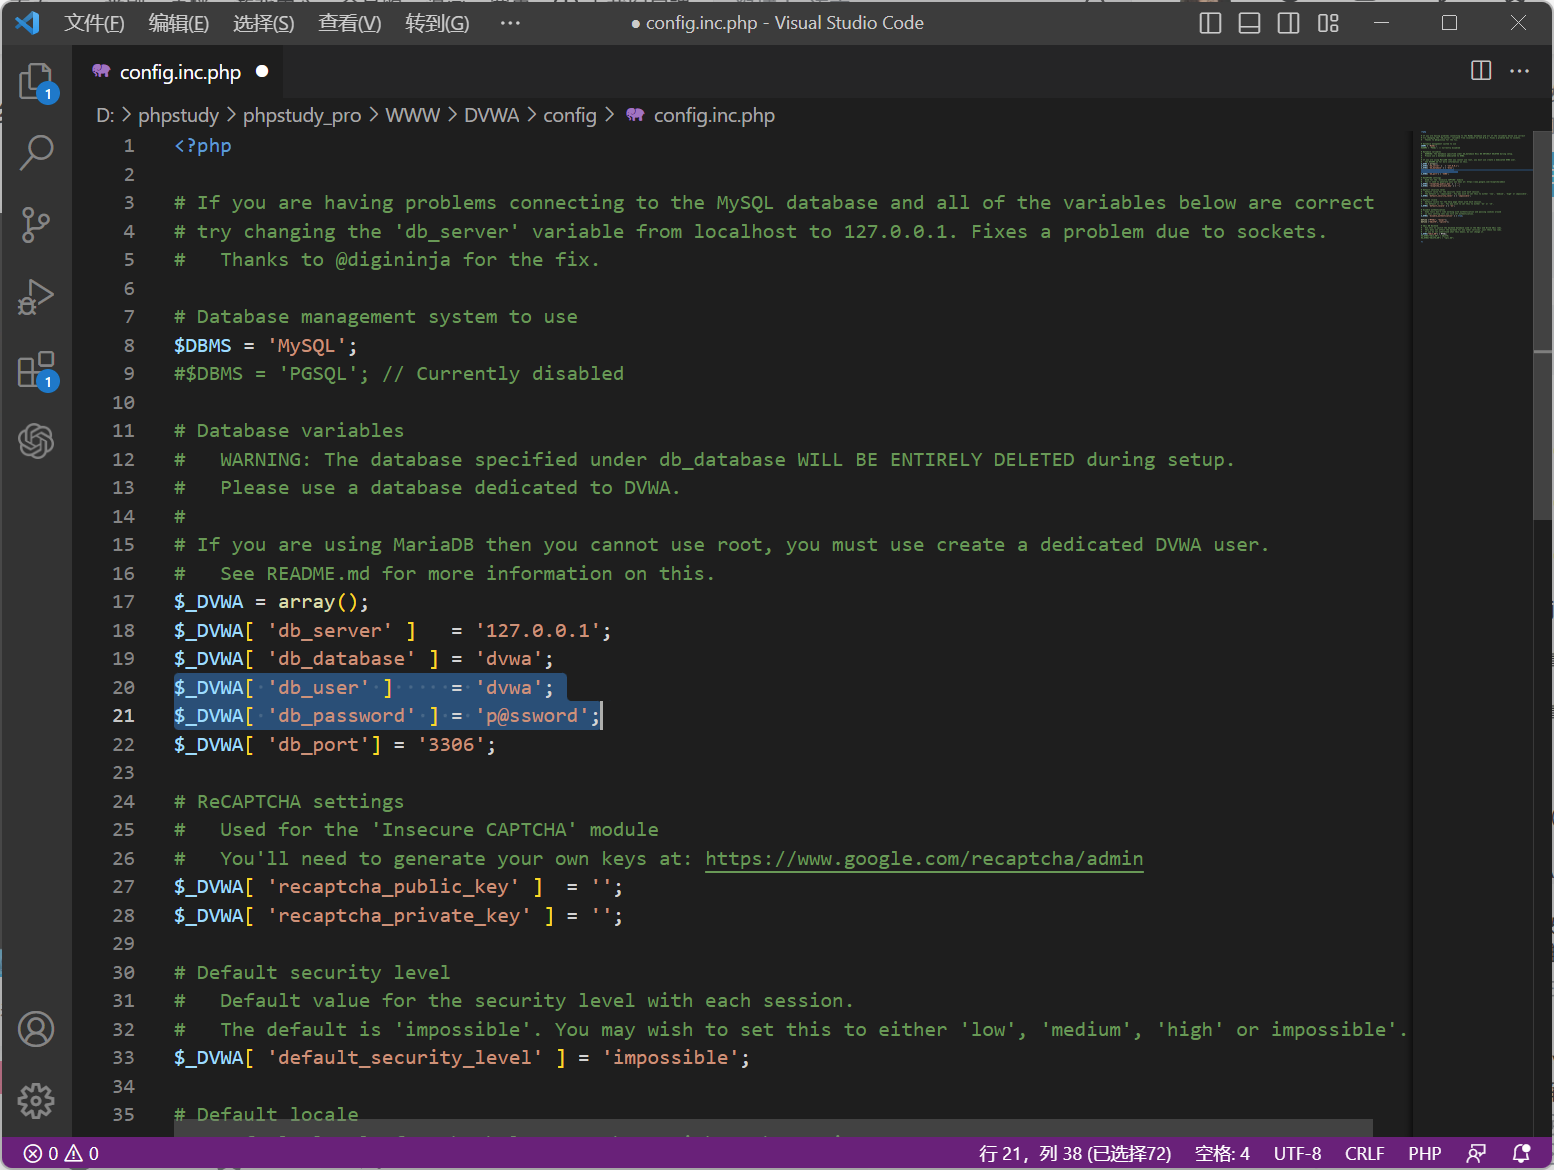 文件(F) 编辑(E) 选择(S) 查看(V) 转到(G) ··· ● config.inc.php - Visual Studio Code
config.inc.php ●
D: > phpstudy > phpstudy_pro > WWW > DVWA > config > config.inc.php
1 <?php
2
3 # If you are having problems connecting to the MySQL database and all of the variables below are correct
4 # try changing the 'db_server' variable from localhost to 127.0.0.1. Fixes a problem due to sockets.
5 #   Thanks to @digininja for the fix.
6
7 # Database management system to use
8 $DBMS = 'MySQL';
9 #$DBMS = 'PGSQL'; // Currently disabled
10
11 # Database variables
12 #   WARNING: The database specified under db_database WILL BE ENTIRELY DELETED during setup.
13 #   Please use a database dedicated to DVWA.
14 #
15 # If you are using MariaDB then you cannot use root, you must use create a dedicated DVWA user.
16 #   See README.md for more information on this.
17 $_DVWA = array();
18 $_DVWA[ 'db_server' ]   = '127.0.0.1';
19 $_DVWA[ 'db_database' ] = 'dvwa';
20 $_DVWA[ 'db_user' ]     = 'dvwa';
21 $_DVWA[ 'db_password' ] = 'p@ssword';
22 $_DVWA[ 'db_port'] = '3306';
23
24 # ReCAPTCHA settings
25 #   Used for the 'Insecure CAPTCHA' module
26 #   You'll need to generate your own keys at: https://www.google.com/recaptcha/admin
27 $_DVWA[ 'recaptcha_public_key' ]  = '';
28 $_DVWA[ 'recaptcha_private_key' ] = '';
29
30 # Default security level
31 #   Default value for the security level with each session.
32 #   The default is 'impossible'. You may wish to set this to either 'low', 'medium', 'high' or impossible'.
33 $_DVWA[ 'default_security_level' ] = 'impossible';
34
35 # Default locale
1
1
0 0 行 21，列 38 (已选择72) 空格: 4 UTF-8 CRLF PHP